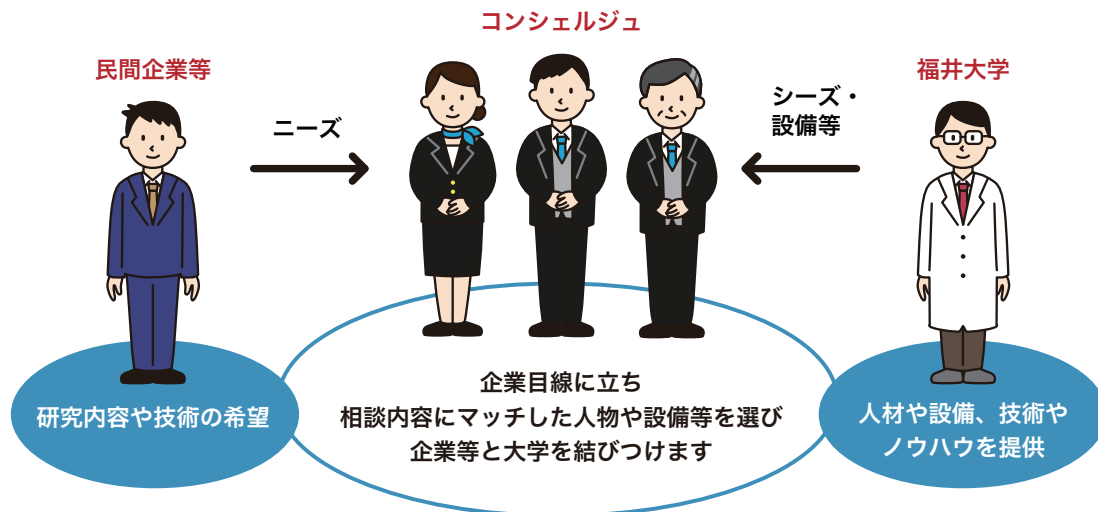 コンシェルジュ
民間企業等
福井大学
ニーズ
シーズ・
設備等
研究内容や技術の希望
企業目線に立ち
相談内容にマッチした人物や設備等を選び
企業等と大学を結びつけます
人材や設備、技術や
ノウハウを提供